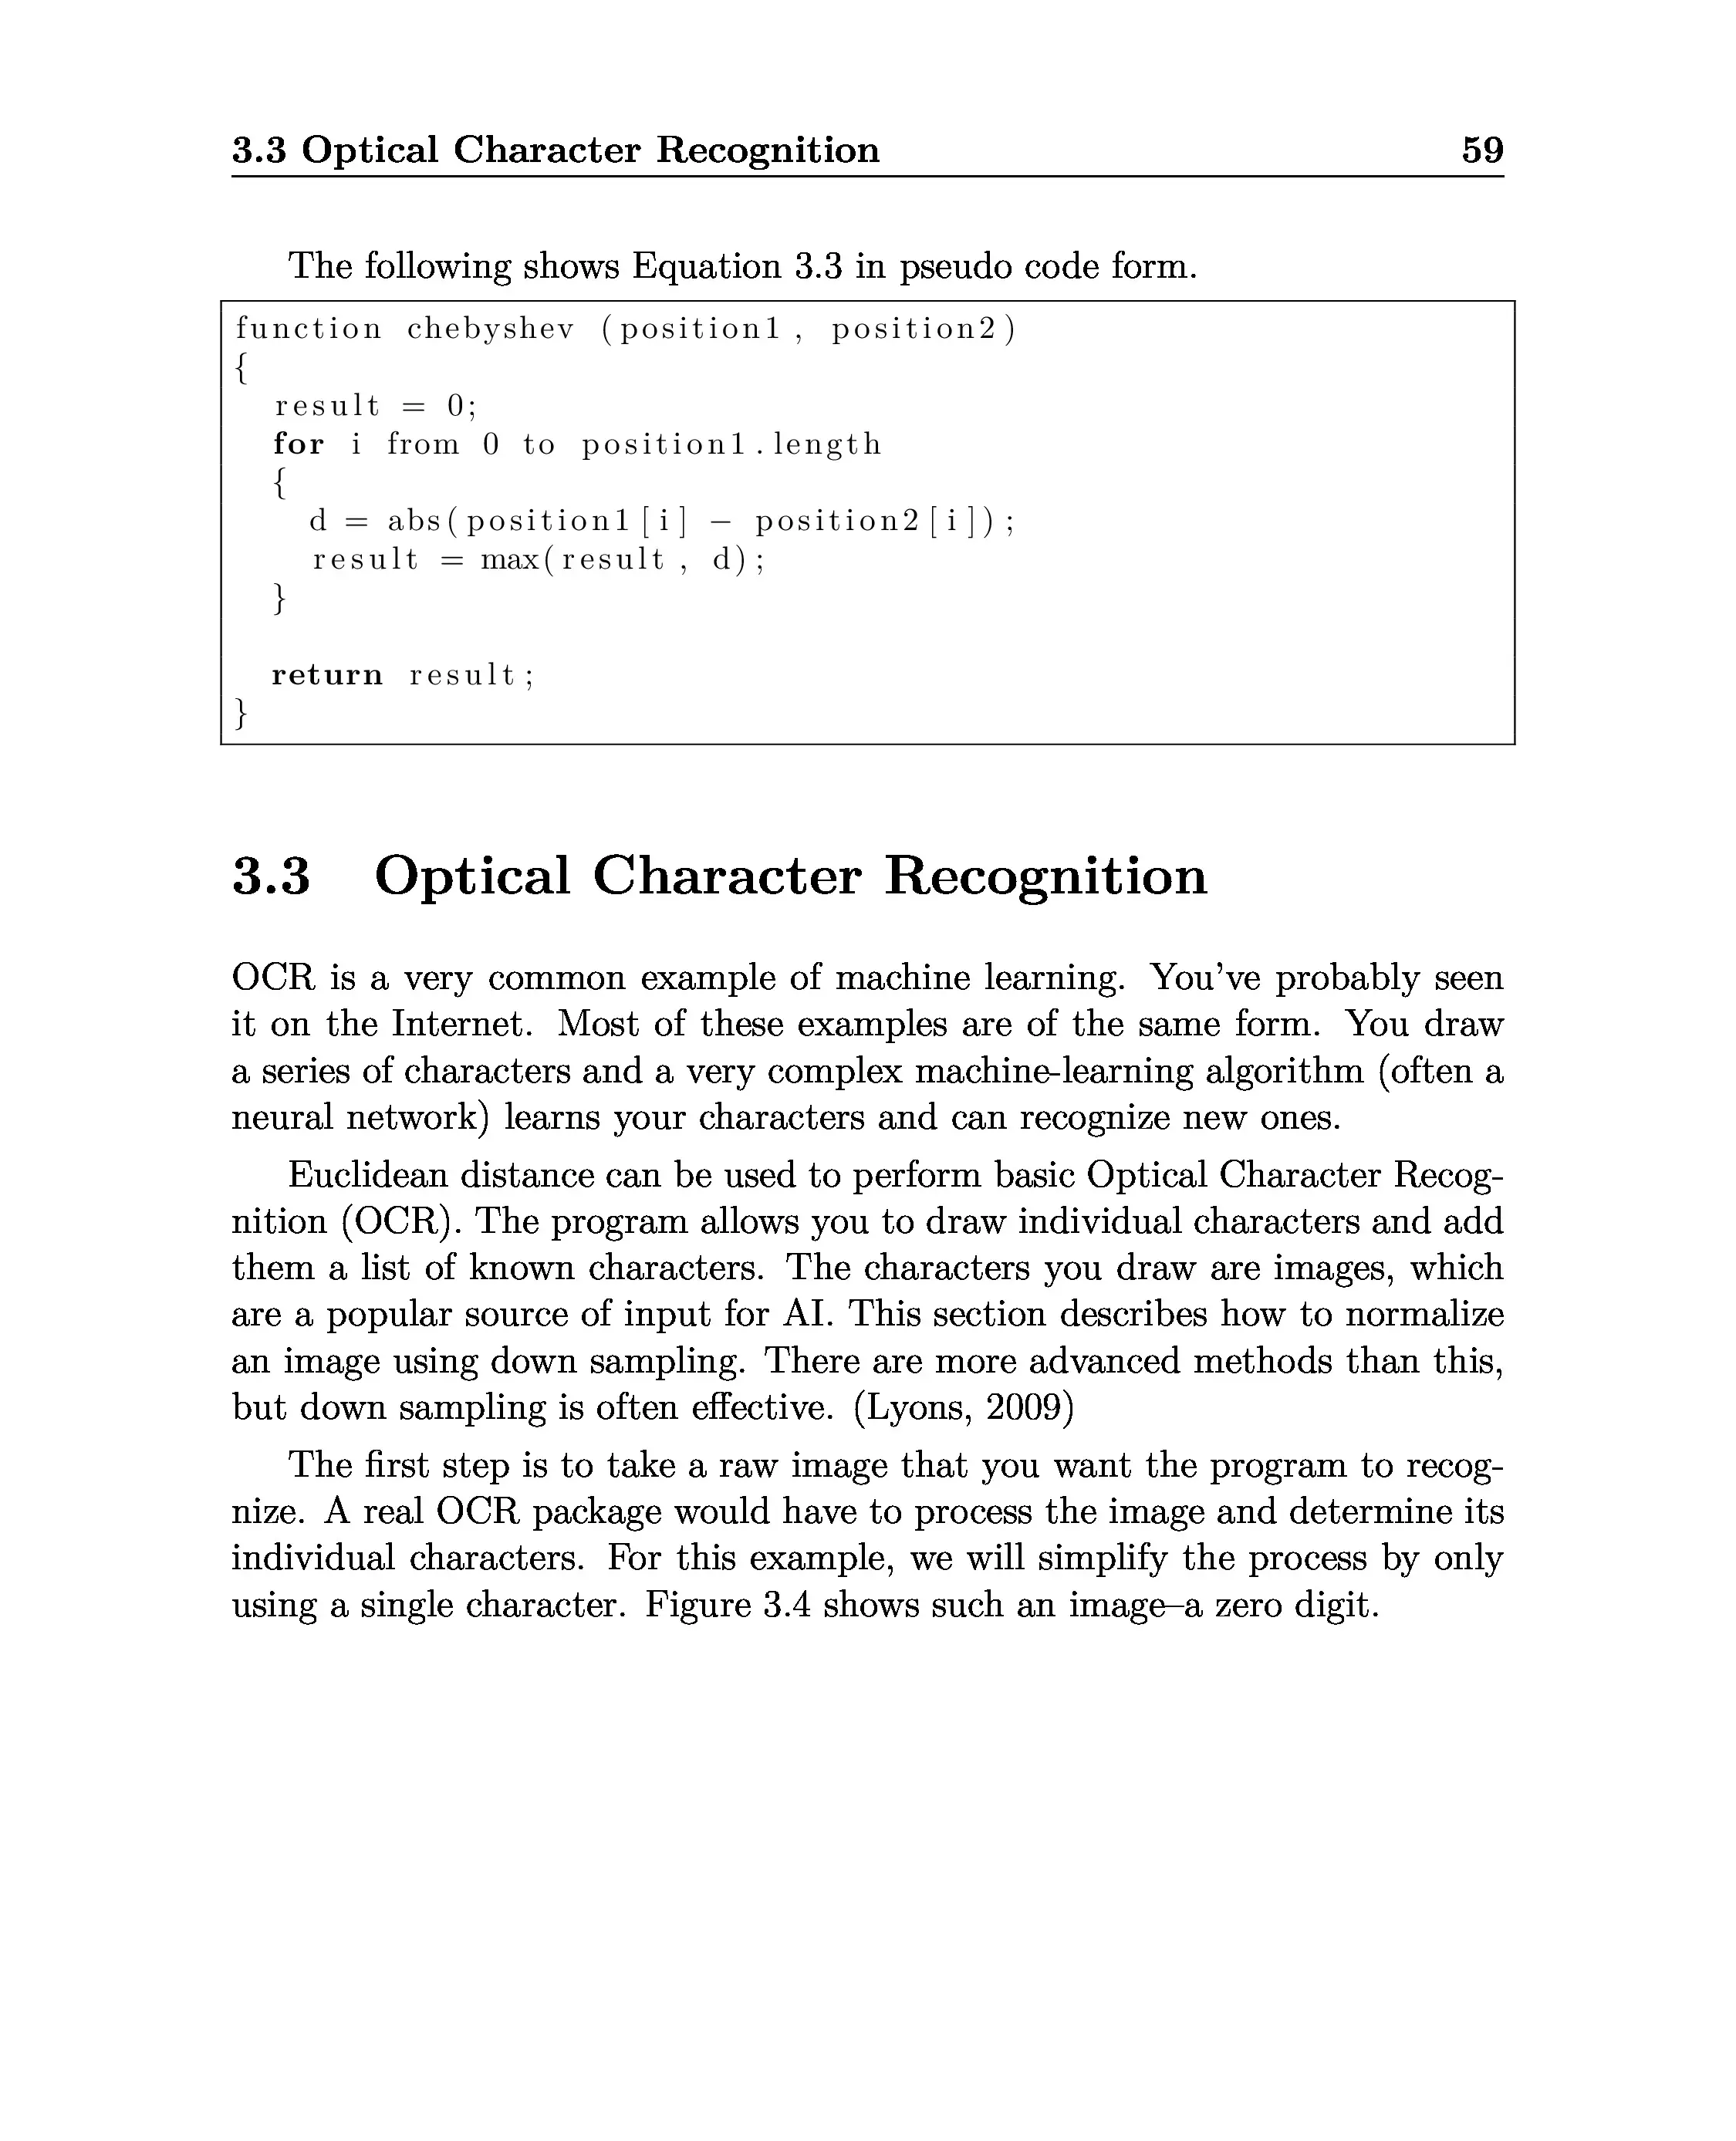 3.3 Optical Character Recognition 59
The following shows Equation 3.3 in pseudo code form.
function chebyshev (position1, position2)
{
  result = 0;
  for i from 0 to position1.length
  {
    d = abs(position1[i] − position2[i]);
    result = max(result, d);
  }
  return result;
}
3.3 Optical Character Recognition
OCR is a very common example of machine learning. You've probably seen
it on the Internet. Most of these examples are of the same form. You draw
a series of characters and a very complex machine-learning algorithm (often a
neural network) learns your characters and can recognize new ones.
Euclidean distance can be used to perform basic Optical Character Recog-
nition (OCR). The program allows you to draw individual characters and add
them a list of known characters. The characters you draw are images, which
are a popular source of input for AI. This section describes how to normalize
an image using down sampling. There are more advanced methods than this,
but down sampling is often effective. (Lyons, 2009)
The first step is to take a raw image that you want the program to recog-
nize. A real OCR package would have to process the image and determine its
individual characters. For this example, we will simplify the process by only
using a single character. Figure 3.4 shows such an image–a zero digit.